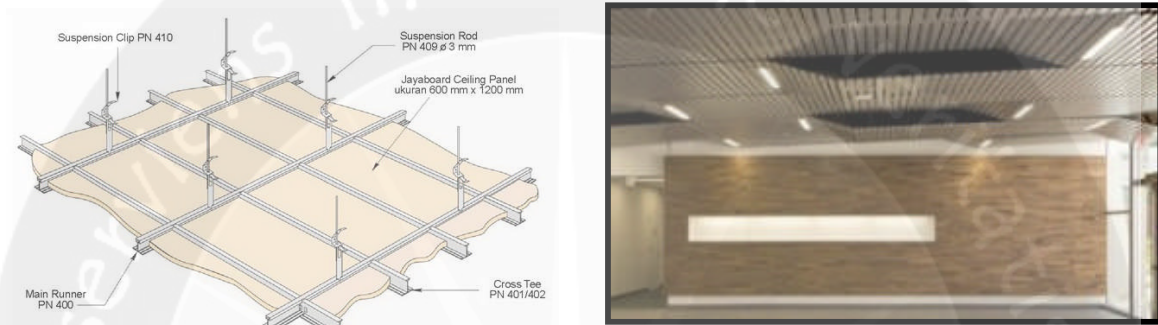 Suspension Clip PN 410
Suspension Rod
PN 409 ø 3 mm
Jayaboard Ceiling Panel
ukuran 600 mm x 1200 mm
Main Runner
PN 400
Cross Tee
PN 401/402